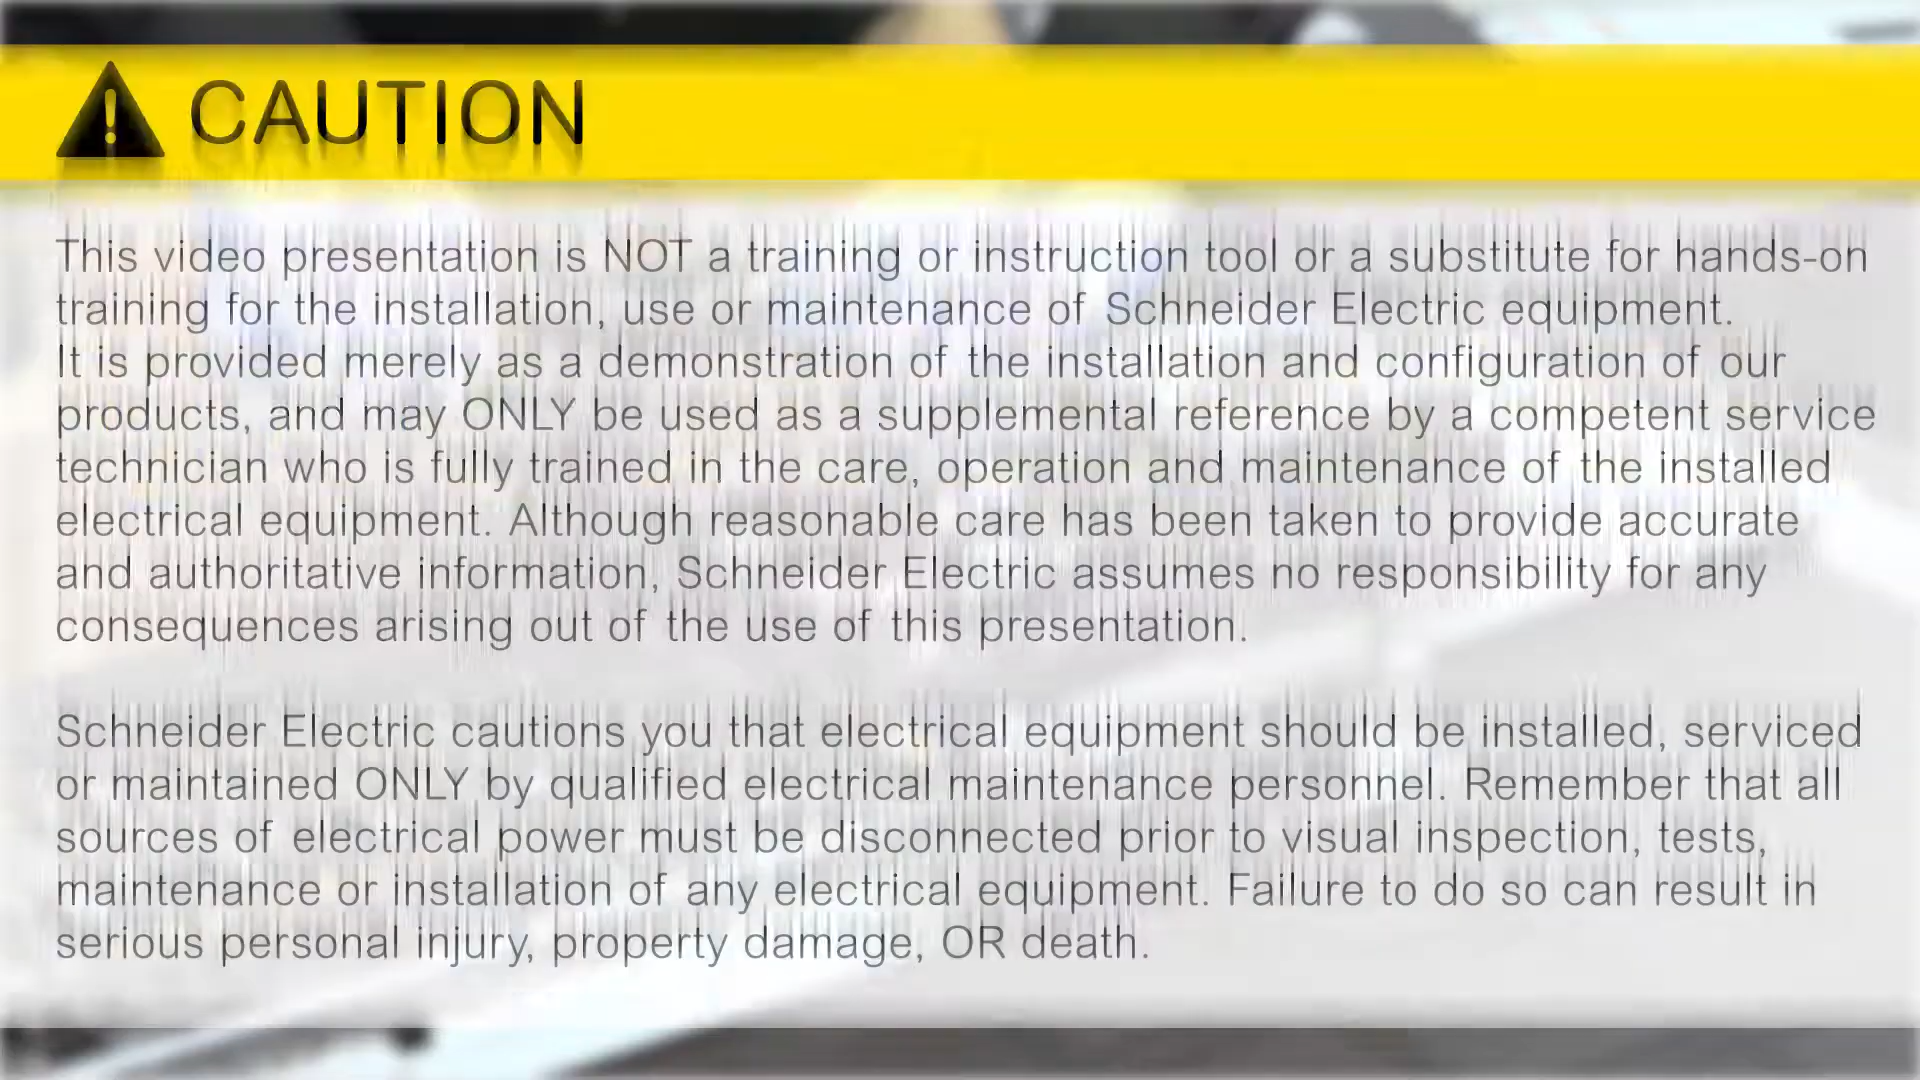 CAUTION
This video presentation is NOT a training or instruction tool or a substitute for hands-on
training for the installation, use or maintenance of Schneider Electric equipment.
It is provided merely as a demonstration of the installation and configuration of our
products, and may ONLY be used as a supplemental reference by a competent service
technician who is fully trained in the care, operation and maintenance of the installed
electrical equipment. Although reasonable care has been taken to provide accurate
and authoritative information, Schneider Electric assumes no responsibility for any
consequences arising out of the use of this presentation.
Schneider Electric cautions you that electrical equipment should be installed, serviced
or maintained ONLY by qualified electrical maintenance personnel. Remember that all
sources of electrical power must be disconnected prior to visual inspection, tests,
maintenance or installation of any electrical equipment. Failure to do so can result in
serious personal injury, property damage, OR death.